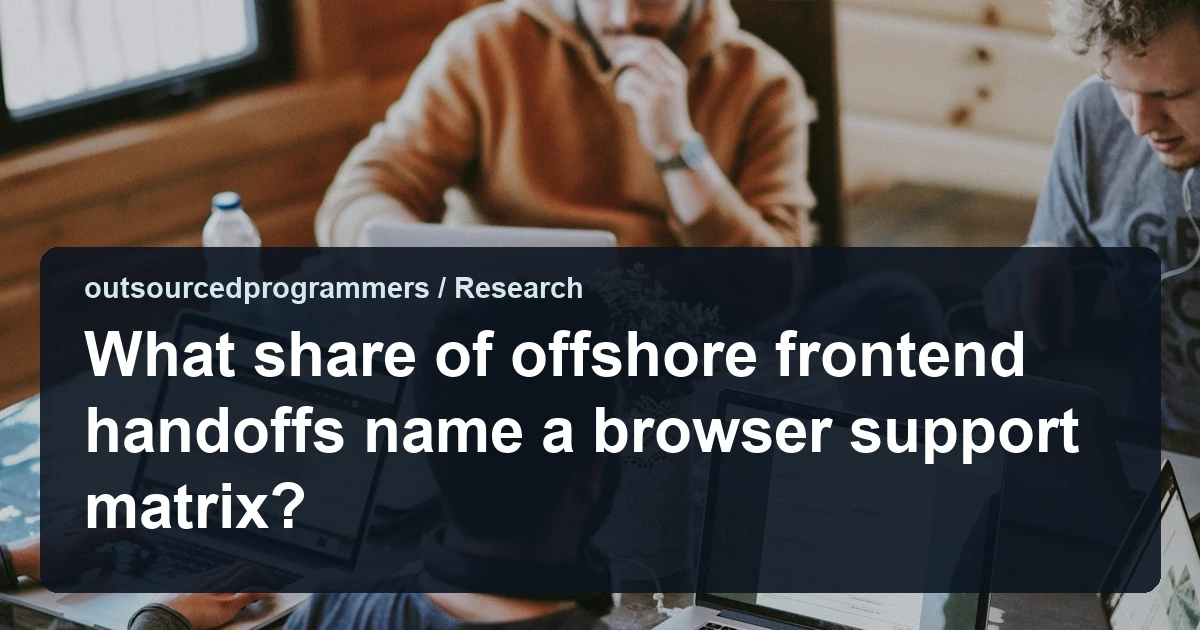 outsourcedprogrammers / Research
What share of offshore frontend
handoffs name a browser support
matrix?